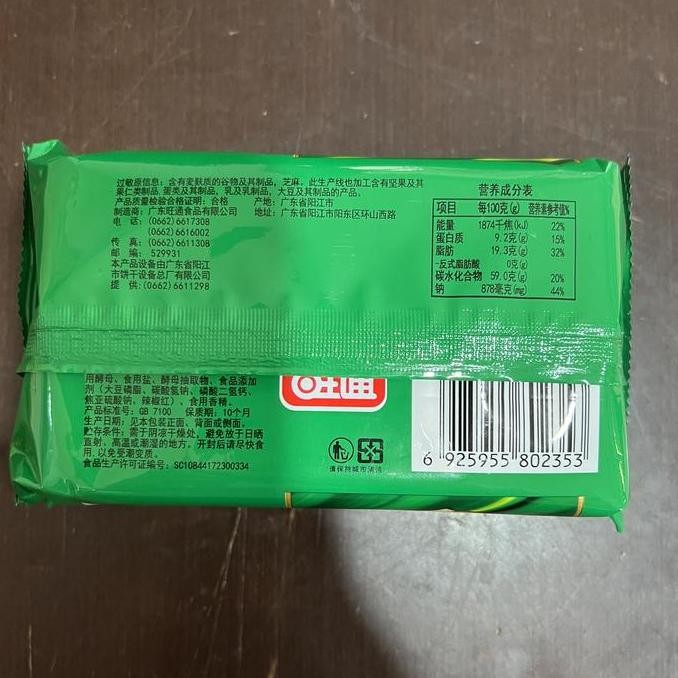 过敏原信息：含有麦麸质的谷物及其制品，芝麻。此生产线也加工含有坚果及其
果仁类制品，蛋类及其制品，乳及乳制品，大豆及其制品的产品。
产品质量检验合格证明：合格 产地：广东省阳江市
制造商：广东旺通食品有限公司 地址：广东省阳江市阳东区环山西路
电 话：(0662)6617308
(0662)6616002
传 真：(0662)6611308
邮 编：529931
本产品设备由广东省阳江
市饼干设备总厂有限公司
提 供：(0662)6611298
营养成分表
项目 每100克(g) 营养素参考值%
能量 1874千焦(kJ) 22%
蛋白质 9.2克(g) 15%
脂肪 19.3克(g) 32%
-反式脂肪酸 0克(g)
碳水化合物 59.0克(g) 20%
钠 878毫克(mg) 44%
用酵母、食用盐、酵母抽取物、食品添加
剂（大豆磷脂、碳酸氢钠、磷酸二氢钙、
焦亚硫酸钠、辣椒红）、食用香精。
产品标准号：GB 7100 保质期：10个月
生产日期：见本包装正面、背面或侧面。
贮存条件：需于阴凉干燥处，避免放于日晒
直射、高温或潮湿的地方。开封后请尽快食
用，以免受潮变质。
食品生产许可证编号：SC10844172300334
旺通
请保持城市清洁
6 925955 802353